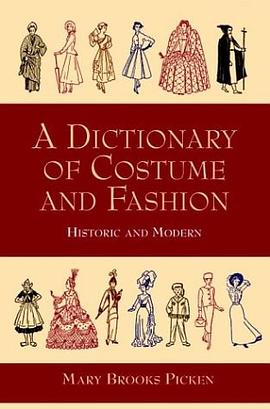 A DICTIONARY
OF COSTUME
AND FASHION
HISTORIC AND MODERN
MARY BROOKS PICKEN